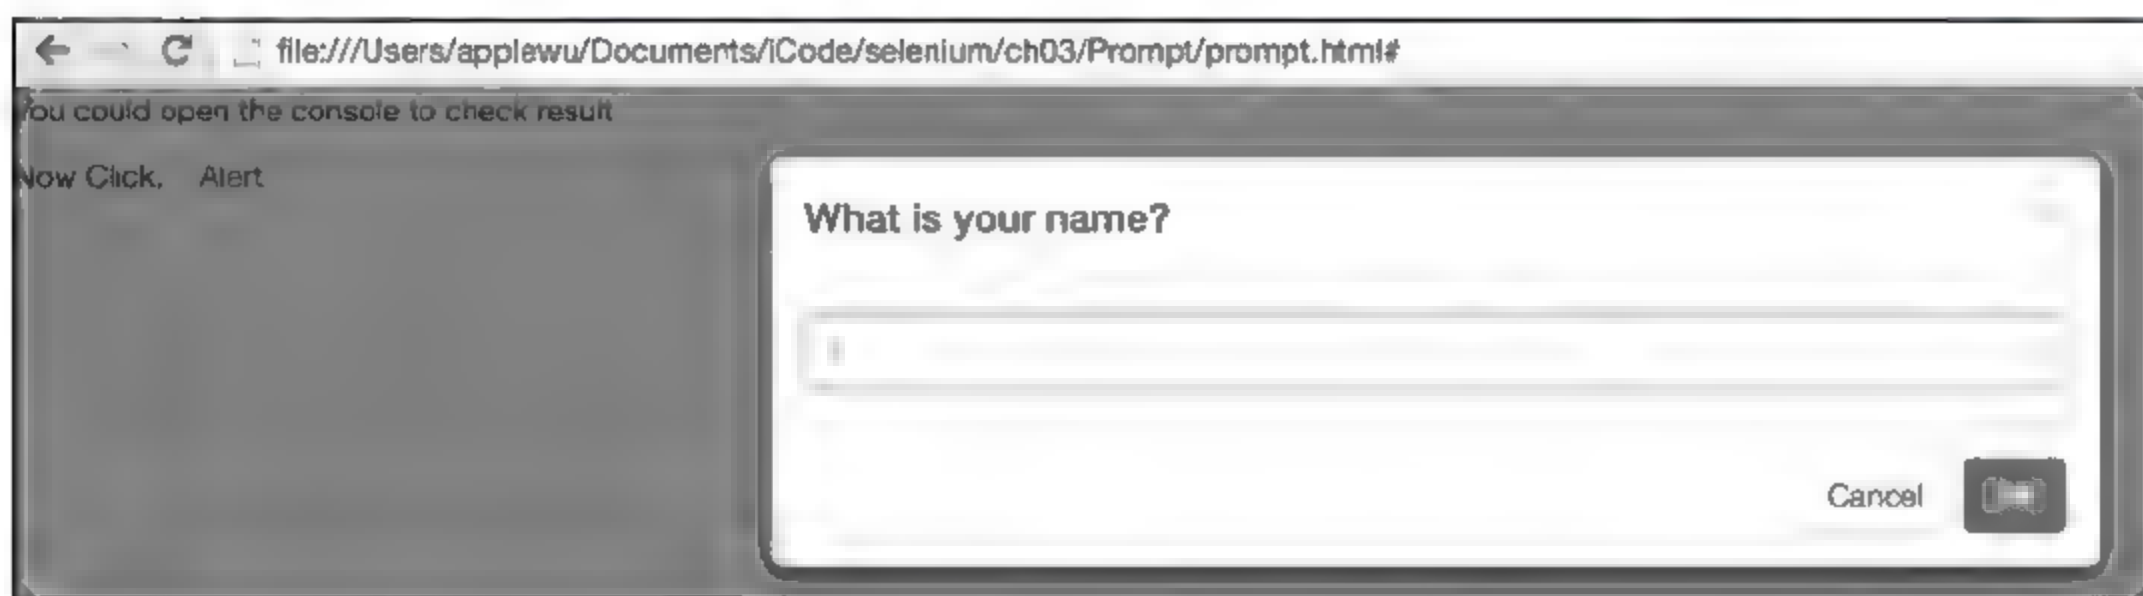 file:///Users/applewu/Documents/iCode/selenium/ch03/Prompt/prompt.html#
You could open the console to check result
Now Click, Alert
What is your name?
Cancel